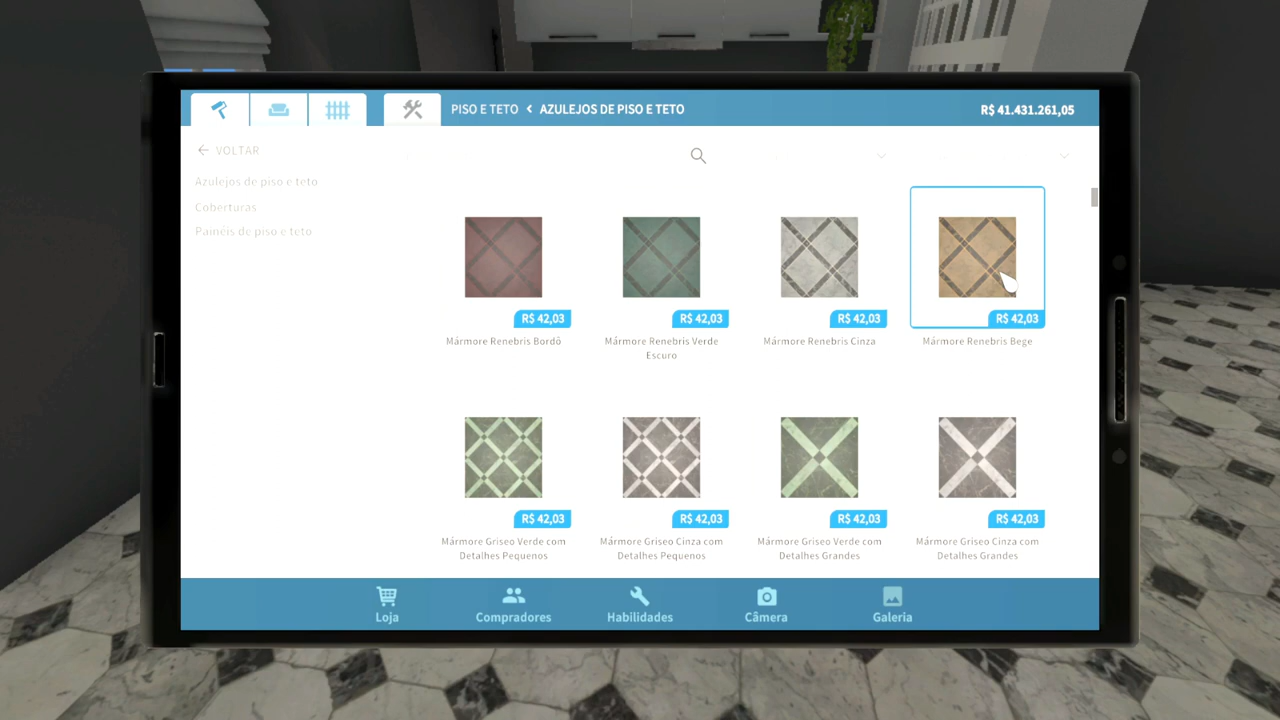 PISO E TETO < AZULEJOS DE PISO E TETO
R$ 41.431.261,05
VOLTAR
Azulejos de piso e teto
Coberturas
Painéis de piso e teto
R$ 42,03
R$ 42,03
R$ 42,03
R$ 42,03
Mármore Renebris Bordô
Mármore Renebris Verde
Escuro
Mármore Renebris Cinza
Mármore Renebris Bege
R$ 42,03
R$ 42,03
R$ 42,03
R$ 42,03
Mármore Griseo Verde com
Detalhes Pequenos
Mármore Griseo Cinza com
Detalhes Pequenos
Mármore Griseo Verde com
Detalhes Grandes
Mármore Griseo Cinza com
Detalhes Grandes
Loja
Compradores
Habilidades
Câmera
Galeria